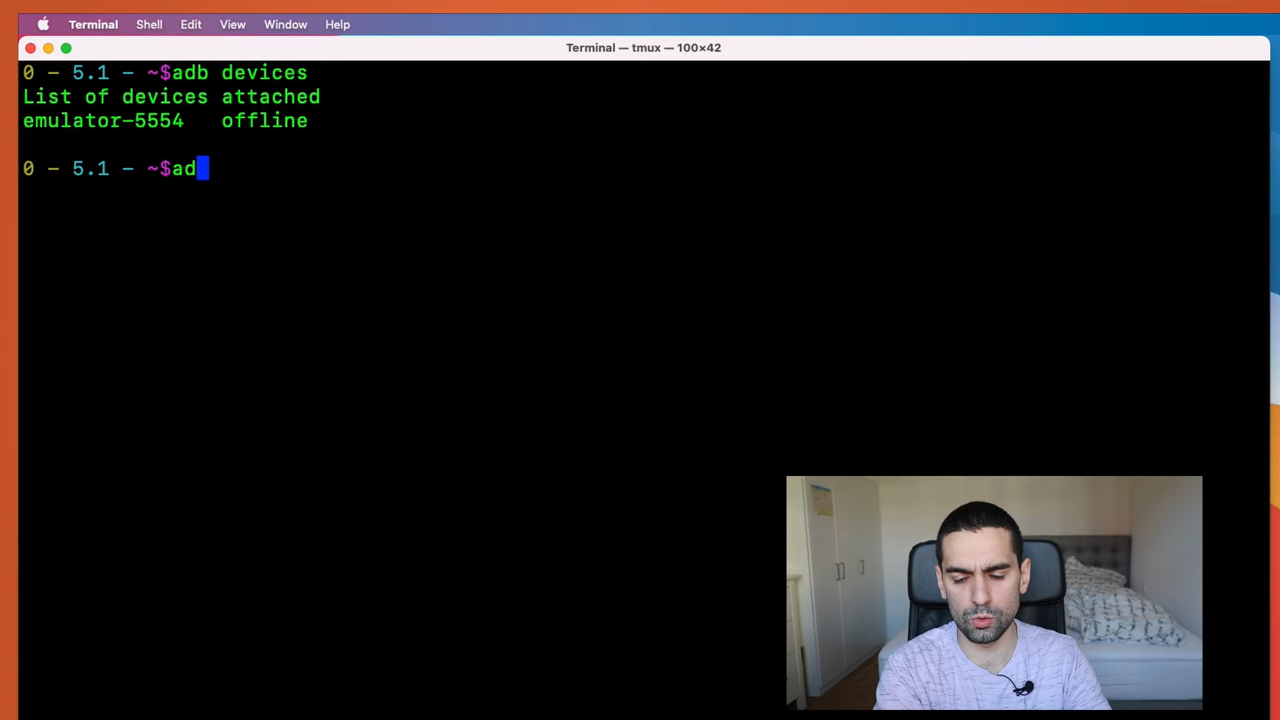 Terminal Shell Edit View Window Help
Terminal — tmux — 100×42
0 - 5.1 - ~$adb devices
List of devices attached
emulator-5554   offline
0 - 5.1 - ~$ad